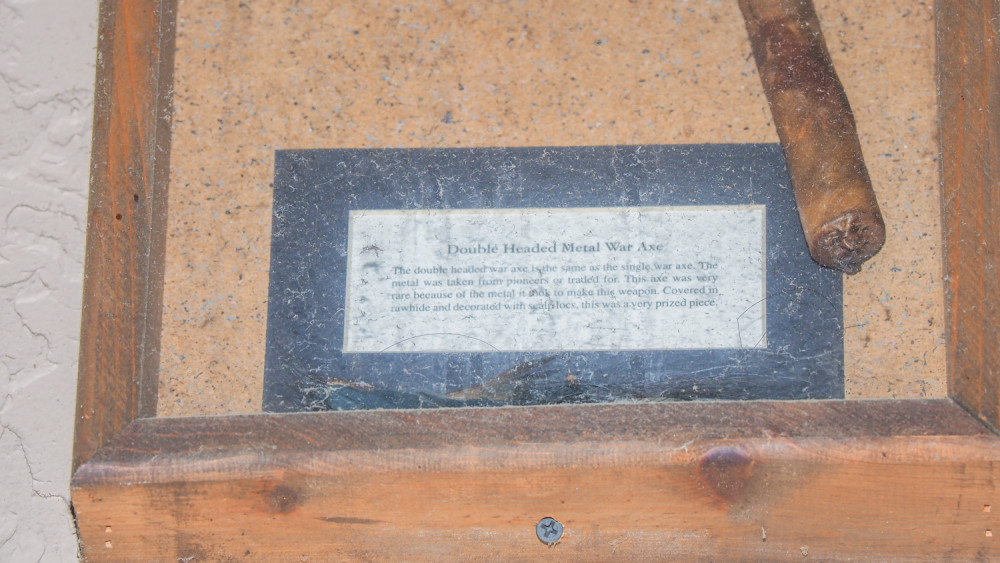 Double Headed Metal War Axe
The double headed war axe is the same as the single war axe. The
metal was taken from pioneers or traded for. This axe was very
rare because of the metal it took to make this weapon. Covered in
rawhide and decorated with scalp locs, this was a very prized piece.